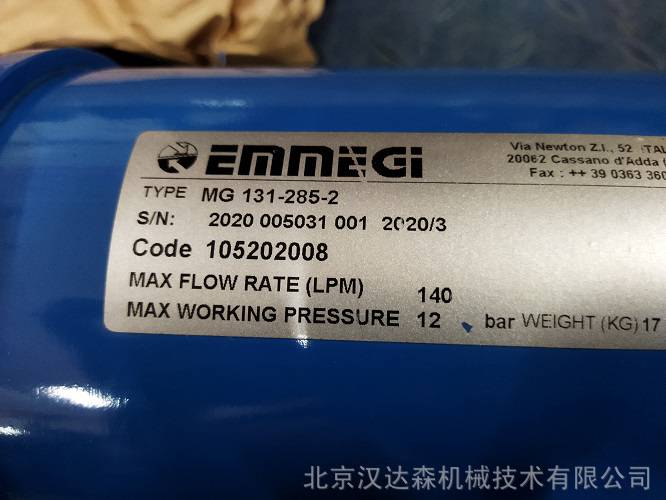 EMMEGI
Via Newton Z.I., 52
20062 Cassano d'Adda
Fax : ++ 39 0363 360
TYPE MG 131-285-2
S/N: 2020 005031 001 2020/3
Code 105202008
MAX FLOW RATE (LPM) 140
MAX WORKING PRESSURE 12 bar WEIGHT (KG) 17
北京汉达森机械技术有限公司